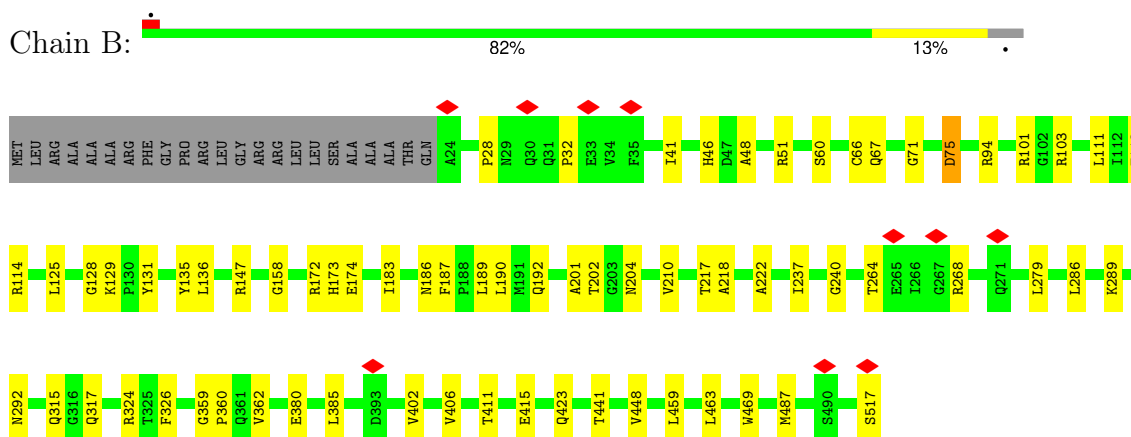 Chain B:
82% 13%
MET LEU ARG ALA ALA ALA ARG PHE GLY PRO ARG LEU GLY ARG ARG LEU LEU SER ALA ALA ALA THR GLN A24 P28 N29 Q30 Q31 P32 E33 V34 F35 I41 H46 D47 A48 R51 S60 C66 Q67 G71 D75 R94 R101 G102 R103 L111 I112
R114 L125 G128 K129 P130 Y131 Y135 L136 R147 G158 R172 H173 E174 I183 N186 F187 P188 L189 L190 M191 Q192 A201 T202 G203 N204 V210 T217 A218 A222 I237 G240 T264 E265 I266 G267 R268 Q271 L279 L286 K289
N292 Q315 G316 Q317 R324 T325 F326 G359 P360 Q361 V362 E380 L385 D393 V402 V406 T411 E415 Q423 T441 V448 L459 L463 W469 M487 S490 S517